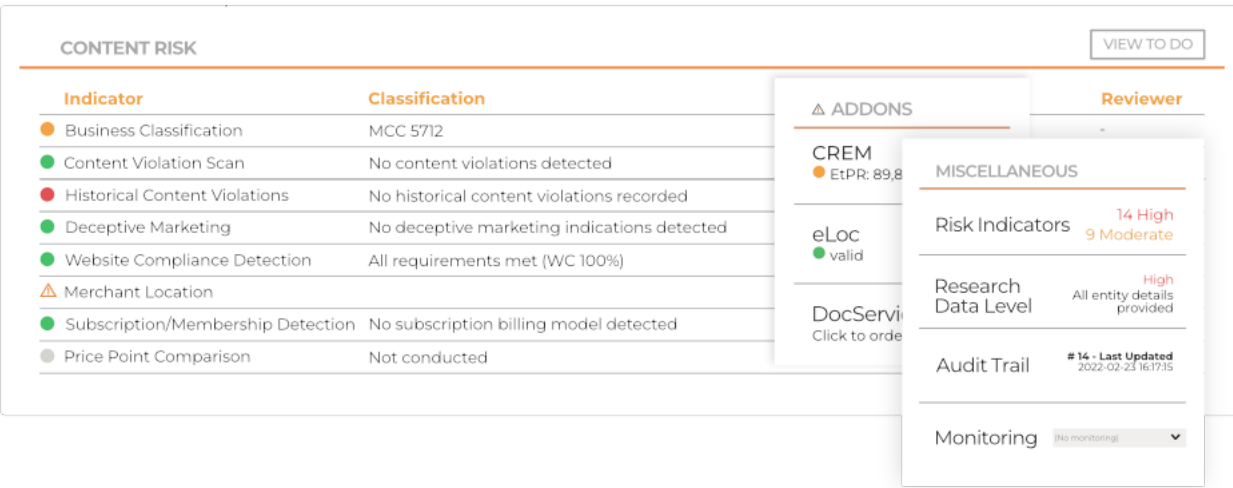 CONTENT RISK
VIEW TO DO
Indicator Classification Reviewer
Business Classification MCC 5712 -
Content Violation Scan No content violations detected
Historical Content Violations No historical content violations recorded
Deceptive Marketing No deceptive marketing indications detected
Website Compliance Detection All requirements met (WC 100%)
Merchant Location
Subscription/Membership Detection No subscription billing model detected
Price Point Comparison Not conducted
ADDONS
CREM
EtPR: 89,8
eLoc
valid
DocServi
Click to orde
MISCELLANEOUS
Risk Indicators 14 High
9 Moderate
Research Data Level High
All entity details
provided
Audit Trail # 14 - Last Updated
2022-02-23 16:17:15
Monitoring (No monitoring)